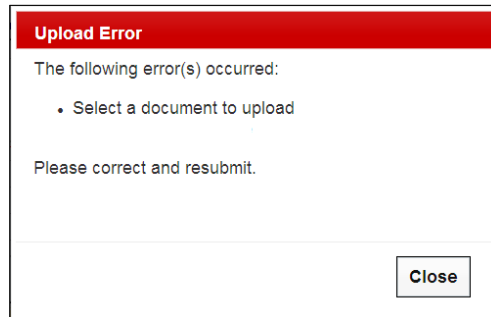 Upload Error
The following error(s) occurred:
• Select a document to upload
Please correct and resubmit.
Close